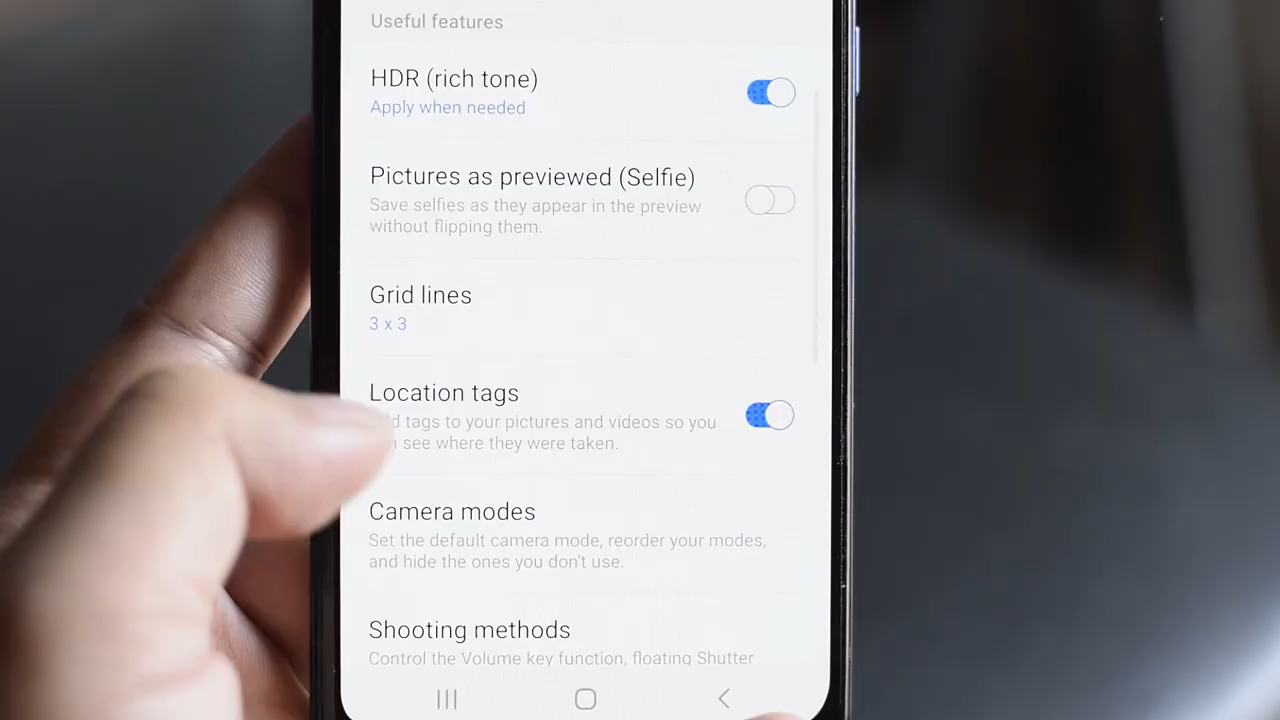 Useful features
HDR (rich tone)
Apply when needed
Pictures as previewed (Selfie)
Save selfies as they appear in the preview
without flipping them.
Grid lines
3 x 3
Location tags
tags to your pictures and videos so you
see where they were taken.
Camera modes
Set the default camera mode, reorder your modes,
and hide the ones you don't use.
Shooting methods
Control the Volume key function, floating Shutter